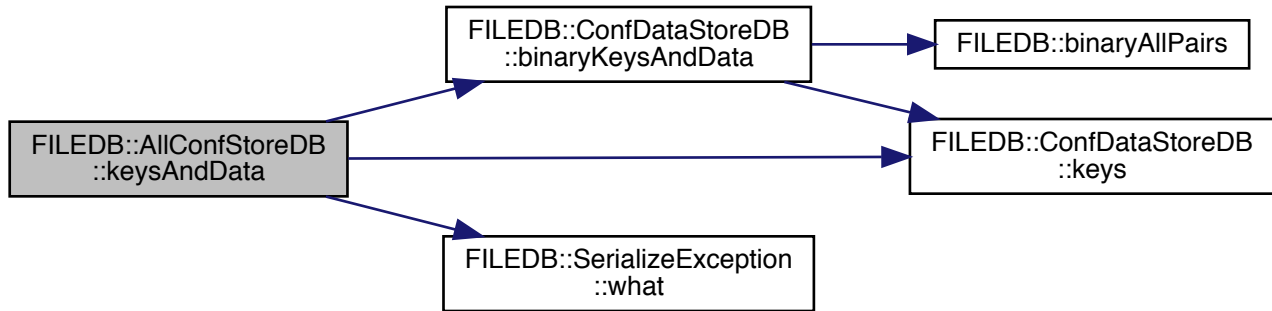 FILEDB::AllConfStoreDB
::keysAndData
FILEDB::ConfDataStoreDB
::binaryKeysAndData
FILEDB::binaryAllPairs
FILEDB::ConfDataStoreDB
::keys
FILEDB::SerializeException
::what